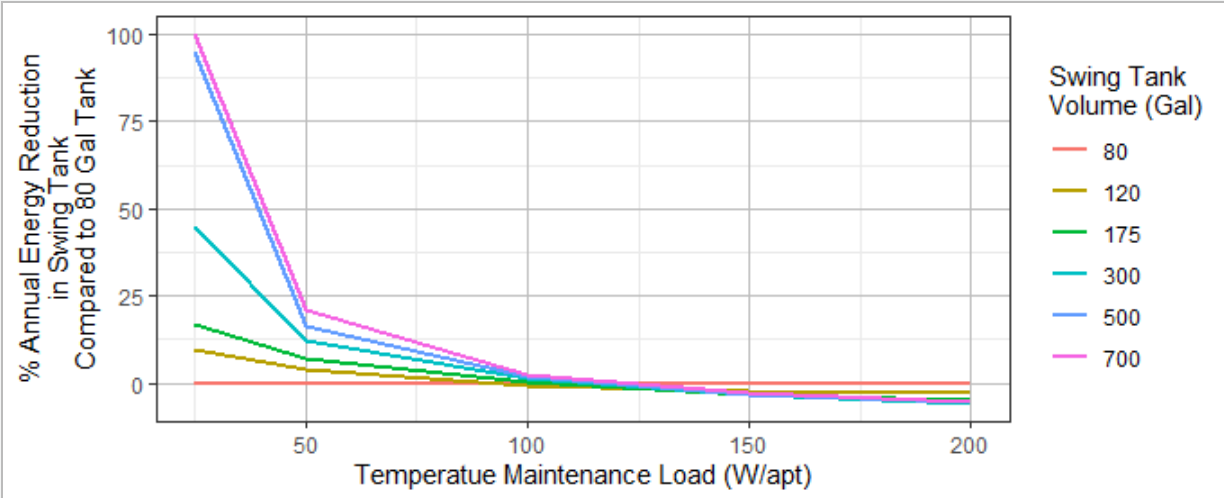 % Annual Energy Reduction
in Swing Tank
Compared to 80 Gal Tank
100
75
50
25
0
50
100
150
200
Temperatue Maintenance Load (W/apt)
Swing Tank
Volume (Gal)
80
120
175
300
500
700